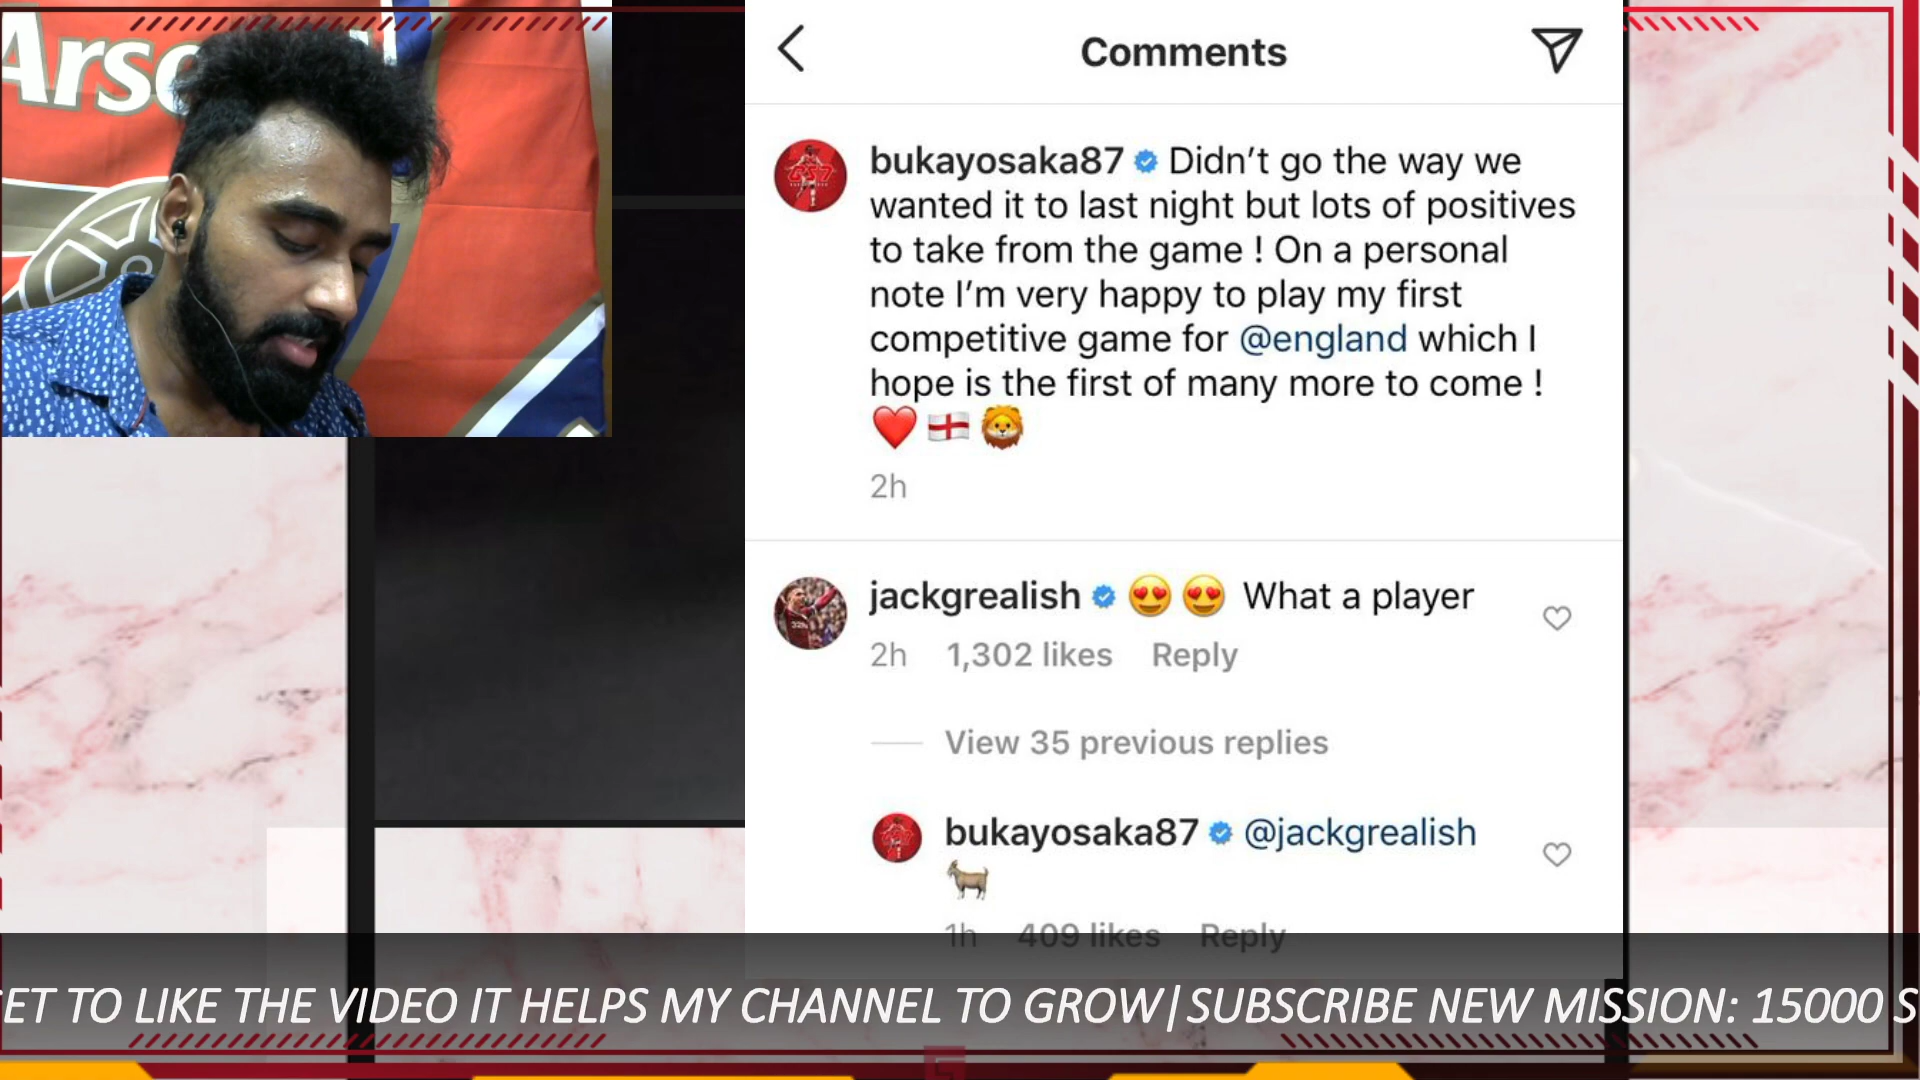 Arse
Comments
bukayosaka87 Didn’t go the way we
wanted it to last night but lots of positives
to take from the game ! On a personal
note I’m very happy to play my first
competitive game for @england which I
hope is the first of many more to come !
❤️🏴󠁧󠁢󠁥󠁮󠁧󠁿🦁
2h
jackgrealish 😍😍 What a player
2h 1,302 likes Reply
View 35 previous replies
bukayosaka87 @jackgrealish
🐐
1h 409 likes Reply
ET TO LIKE THE VIDEO IT HELPS MY CHANNEL TO GROW|SUBSCRIBE NEW MISSION: 15000 S